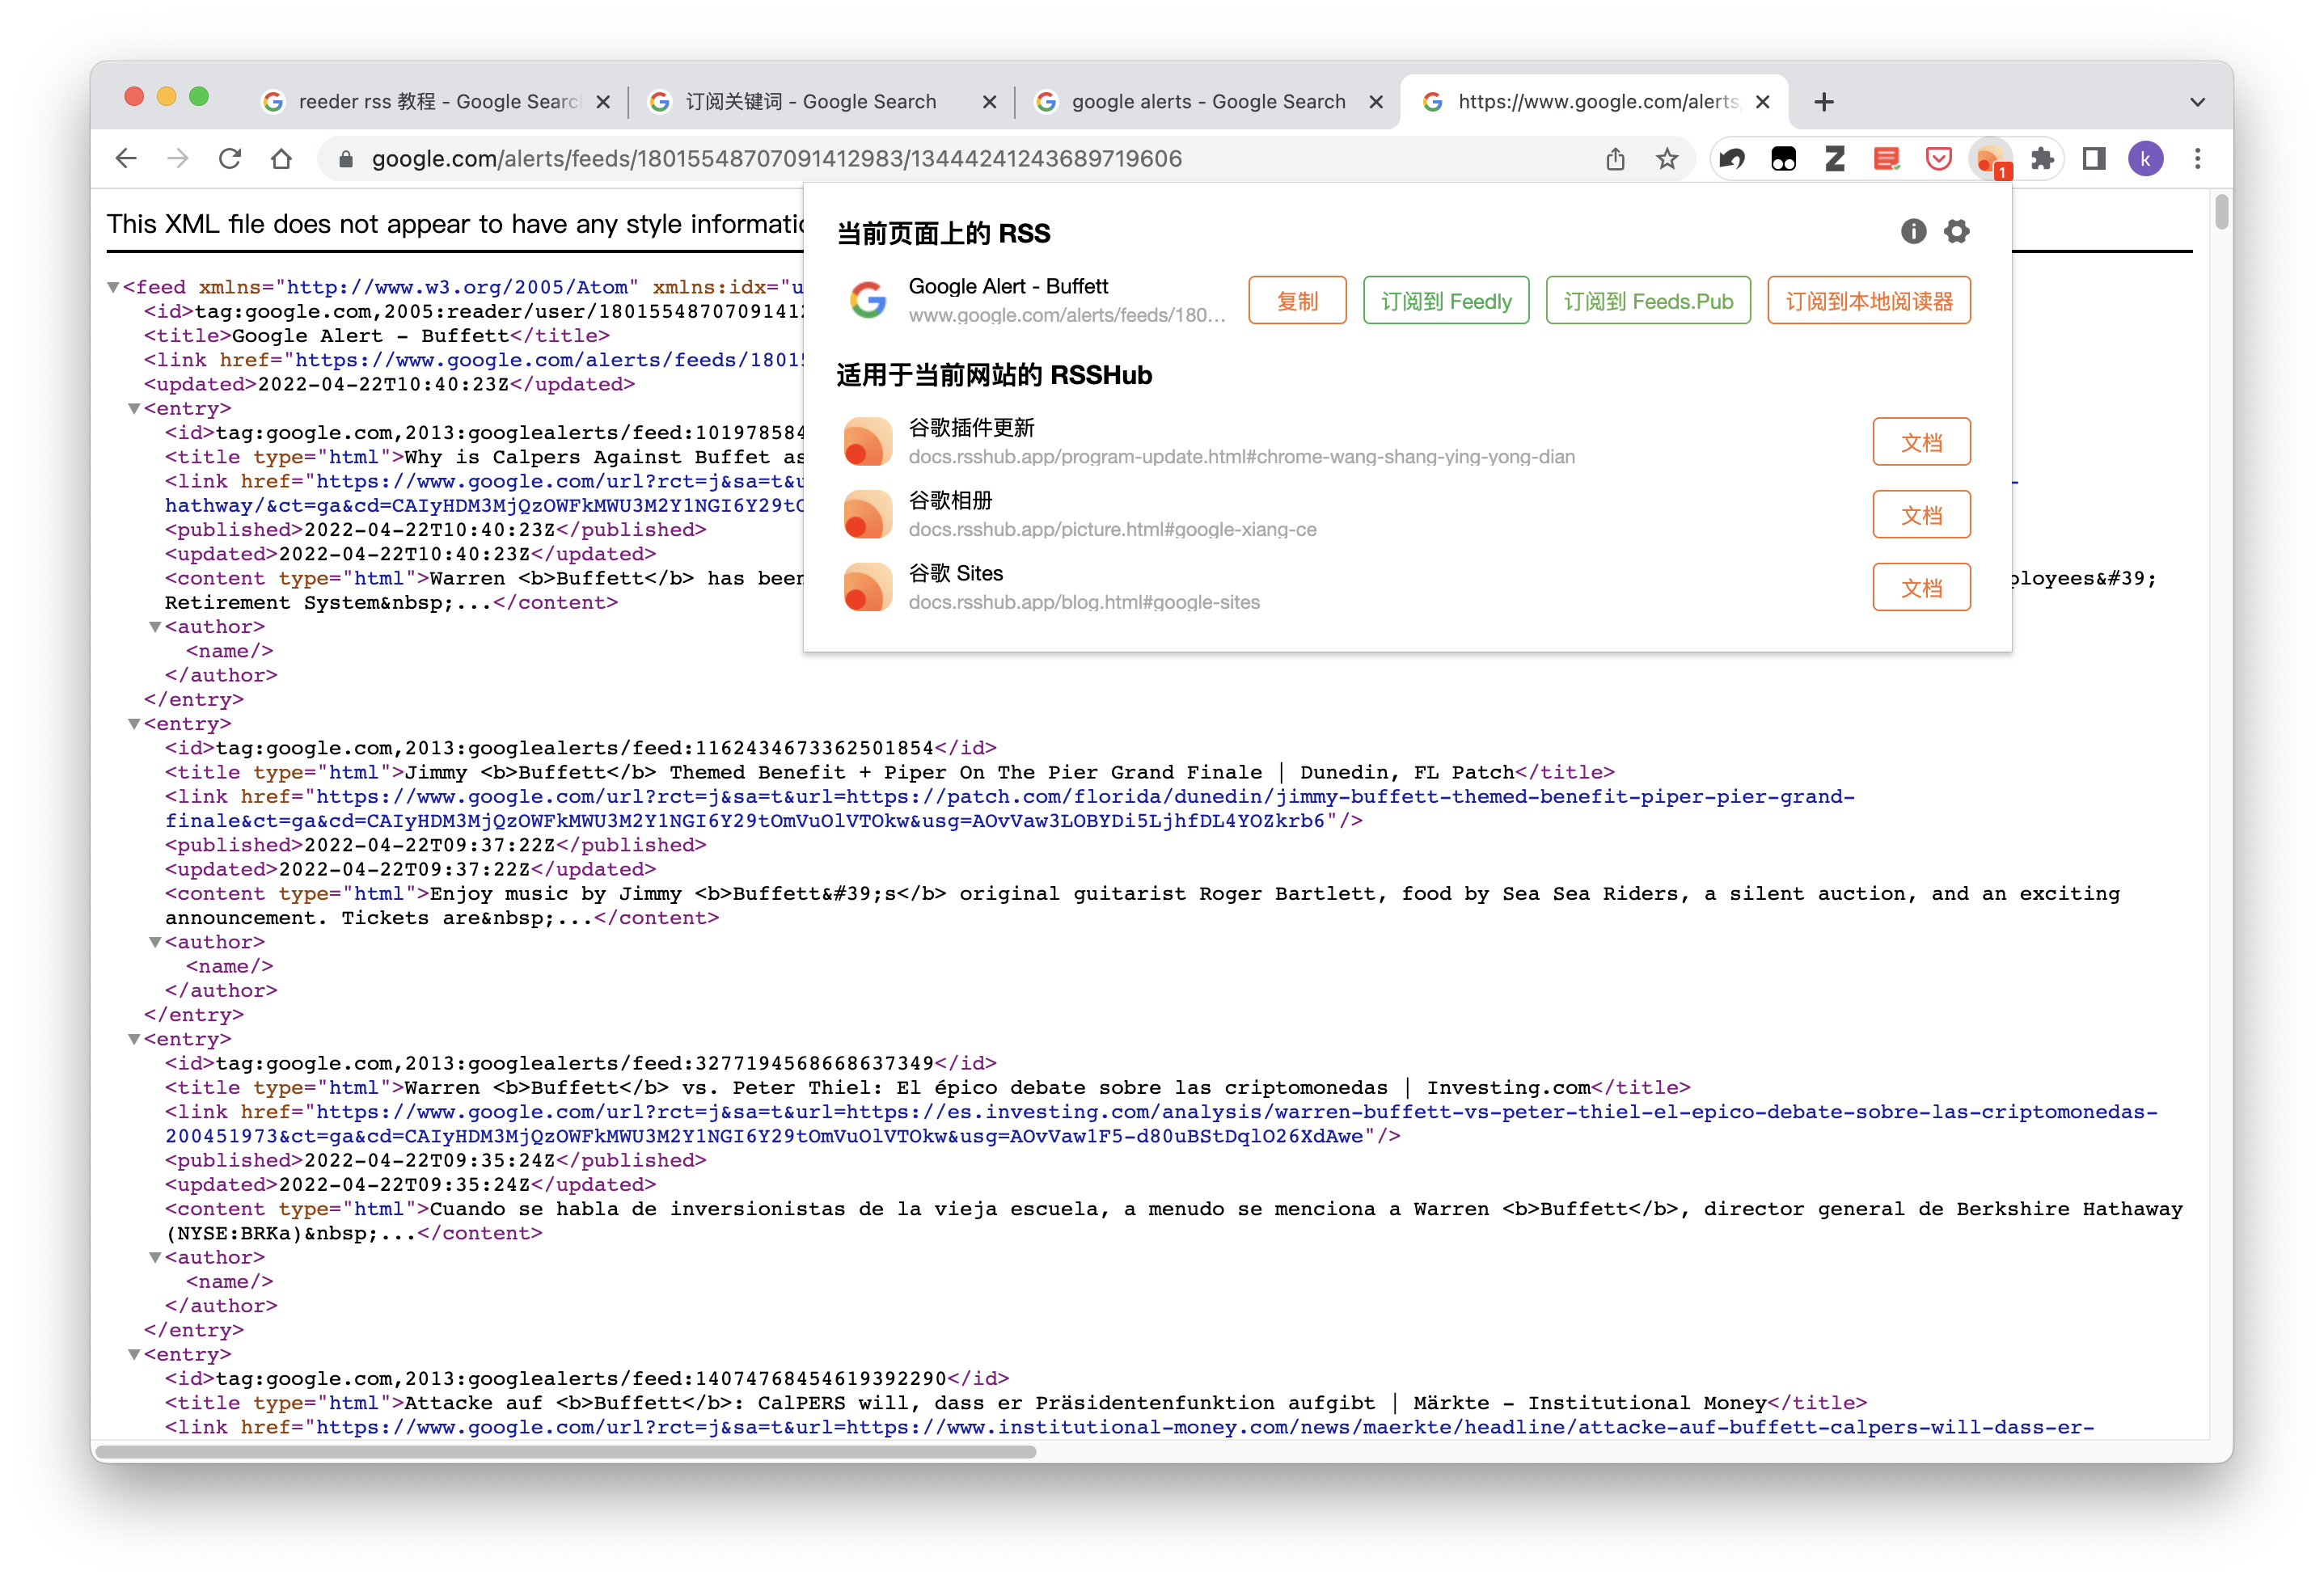 reeder rss 教程 - Google Searc
订阅关键词 - Google Search
google alerts - Google Search
https://www.google.com/alerts
google.com/alerts/feeds/18015548707091412983/13444241243689719606
1
k
This XML file does not appear to have any style informatio
当前页面上的 RSS
Google Alert - Buffett
www.google.com/alerts/feeds/180...
复制
订阅到 Feedly
订阅到 Feeds.Pub
订阅到本地阅读器
适用于当前网站的 RSSHub
谷歌插件更新
docs.rsshub.app/program-update.html#chrome-wang-shang-ying-yong-dian
文档
谷歌相册
docs.rsshub.app/picture.html#google-xiang-ce
文档
谷歌 Sites
docs.rsshub.app/blog.html#google-sites
文档
▼<feed xmlns="http://www.w3.org/2005/Atom" xmlns:idx="u
<id>tag:google.com,2005:reader/user/1801554870709141
<title>Google Alert - Buffett</title>
<link href="https://www.google.com/alerts/feeds/1801
<updated>2022-04-22T10:40:23Z</updated>
▼<entry>
<id>tag:google.com,2013:googlealerts/feed:101978584
<title type="html">Why is Calpers Against Buffet as
<link href="https://www.google.com/url?rct=j&sa=t&u
-
hathway/&ct=ga&cd=CAIyHDM3MjQzOWFkMWU3M2Y1NGI6Y29tO
<published>2022-04-22T10:40:23Z</published>
<updated>2022-04-22T10:40:23Z</updated>
<content type="html">Warren <b>Buffett</b> has been
ployees&#39;
Retirement System&nbsp;...</content>
▼<author>
<name/>
</author>
</entry>
▼<entry>
<id>tag:google.com,2013:googlealerts/feed:1162434673362501854</id>
<title type="html">Jimmy <b>Buffett</b> Themed Benefit + Piper On The Pier Grand Finale | Dunedin, FL Patch</title>
<link href="https://www.google.com/url?rct=j&sa=t&url=https://patch.com/florida/dunedin/jimmy-buffett-themed-benefit-piper-pier-grand-
finale&ct=ga&cd=CAIyHDM3MjQzOWFkMWU3M2Y1NGI6Y29tOmVuOlVTOkw&usg=AOvVaw3LOBYDi5LjhfDL4YOZkrb6"/>
<published>2022-04-22T09:37:22Z</published>
<updated>2022-04-22T09:37:22Z</updated>
<content type="html">Enjoy music by Jimmy <b>Buffett&#39;s</b> original guitarist Roger Bartlett, food by Sea Sea Riders, a silent auction, and an exciting
announcement. Tickets are&nbsp;...</content>
▼<author>
<name/>
</author>
</entry>
▼<entry>
<id>tag:google.com,2013:googlealerts/feed:3277194568668637349</id>
<title type="html">Warren <b>Buffett</b> vs. Peter Thiel: El épico debate sobre las criptomonedas | Investing.com</title>
<link href="https://www.google.com/url?rct=j&sa=t&url=https://es.investing.com/analysis/warren-buffett-vs-peter-thiel-el-epico-debate-sobre-las-criptomonedas-
200451973&ct=ga&cd=CAIyHDM3MjQzOWFkMWU3M2Y1NGI6Y29tOmVuOlVTOkw&usg=AOvVaw1F5-d80uBStDqlO26XdAwe"/>
<published>2022-04-22T09:35:24Z</published>
<updated>2022-04-22T09:35:24Z</updated>
<content type="html">Cuando se habla de inversionistas de la vieja escuela, a menudo se menciona a Warren <b>Buffett</b>, director general de Berkshire Hathaway
(NYSE:BRKa)&nbsp;...</content>
▼<author>
<name/>
</author>
</entry>
▼<entry>
<id>tag:google.com,2013:googlealerts/feed:14074768454619392290</id>
<title type="html">Attacke auf <b>Buffett</b>: CalPERS will, dass er Präsidentenfunktion aufgibt | Märkte - Institutional Money</title>
<link href="https://www.google.com/url?rct=j&sa=t&url=https://www.institutional-money.com/news/maerkte/headline/attacke-auf-buffett-calpers-will-dass-er-